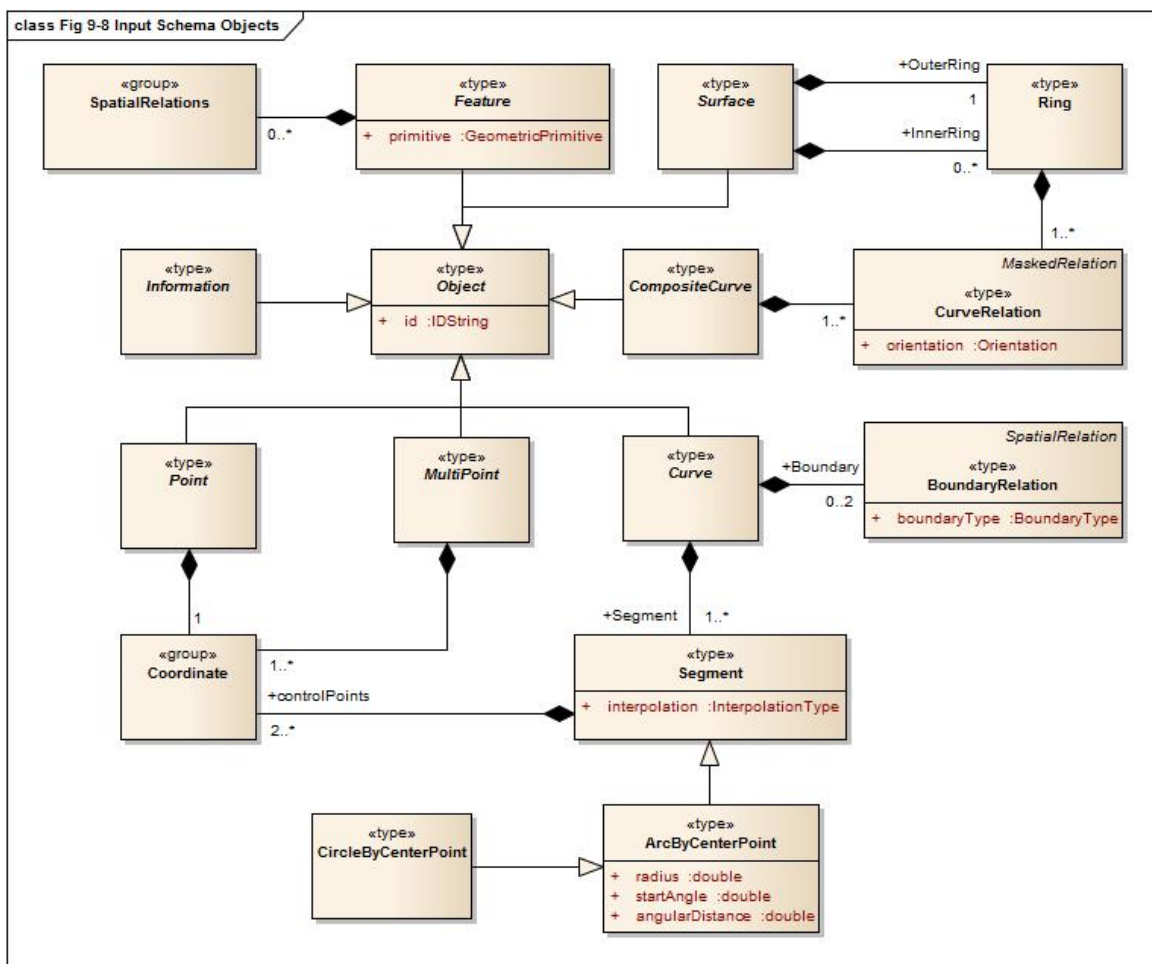 class Fig 9-8 Input Schema Objects
«group»
SpatialRelations
0..*
«type»
Feature
+ primitive :GeometricPrimitive
«type»
Surface
+OuterRing
1
+InnerRing
0..*
«type»
Ring
1..*
«type»
Information
«type»
Object
+ id :IDString
«type»
CompositeCurve
1..*
MaskedRelation
«type»
CurveRelation
+ orientation :Orientation
«type»
Point
«type»
MultiPoint
«type»
Curve
+Boundary
0..2
SpatialRelation
«type»
BoundaryRelation
+ boundaryType :BoundaryType
1
+Segment
1..*
«group»
Coordinate
1..*
+controlPoints
2..*
«type»
Segment
+ interpolation :InterpolationType
«type»
CircleByCenterPoint
«type»
ArcByCenterPoint
+ radius :double
+ startAngle :double
+ angularDistance :double